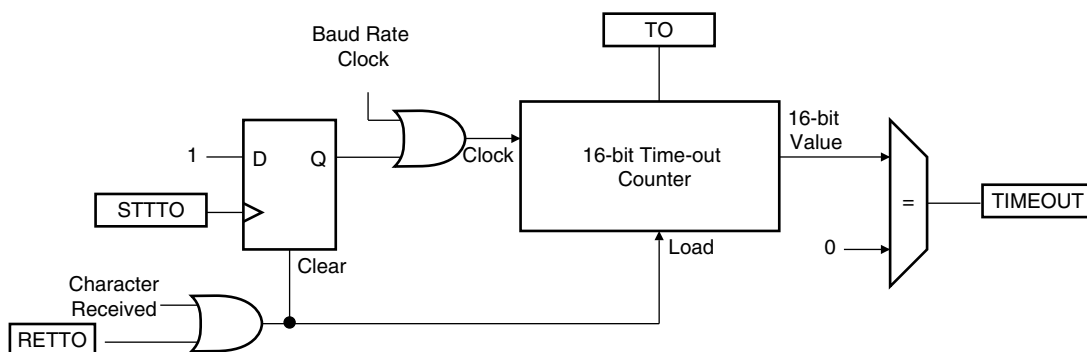 TO
Baud Rate
Clock
16-bit
Value
1
D
Q
Clock
16-bit Time-out
Counter
STTTO
=
TIMEOUT
Clear
Load
0
Character
Received
RETTO